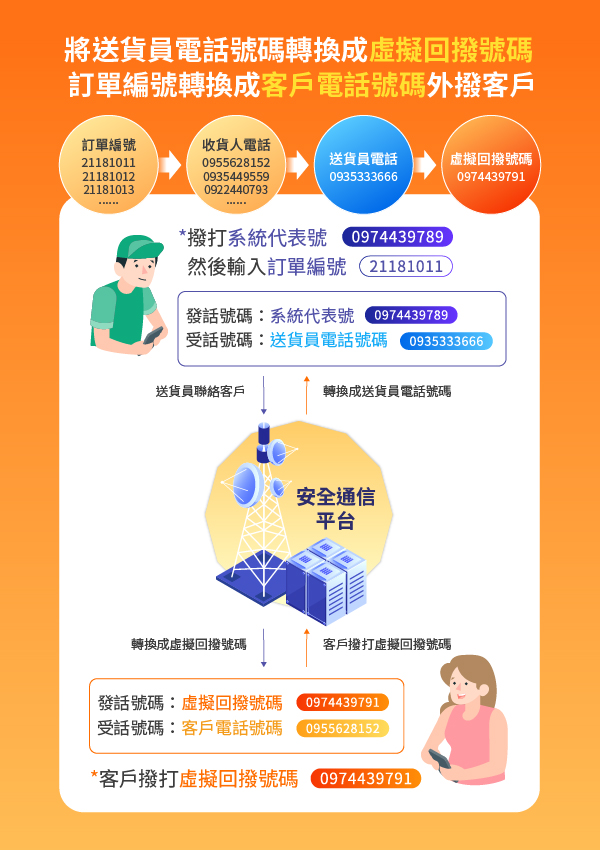 將送貨員電話號碼轉換成虛擬回撥號碼
訂單編號轉換成客戶電話號碼外撥客戶
訂單編號
21181011
21181012
21181013
......
收貨人電話
0955628152
0935449559
0922440793
......
送貨員電話
0935333666
虛擬回撥號碼
0974439791
*撥打系統代表號 0974439789
然後輸入訂單編號 21181011
發話號碼：系統代表號 0974439789
受話號碼：送貨員電話號碼 0935333666
送貨員聯絡客戶
轉換成送貨員電話號碼
安全通信
平台
轉換成虛擬回撥號碼
客戶撥打虛擬回撥號碼
發話號碼：虛擬回撥號碼 0974439791
受話號碼：客戶電話號碼 0955628152
*客戶撥打虛擬回撥號碼 0974439791